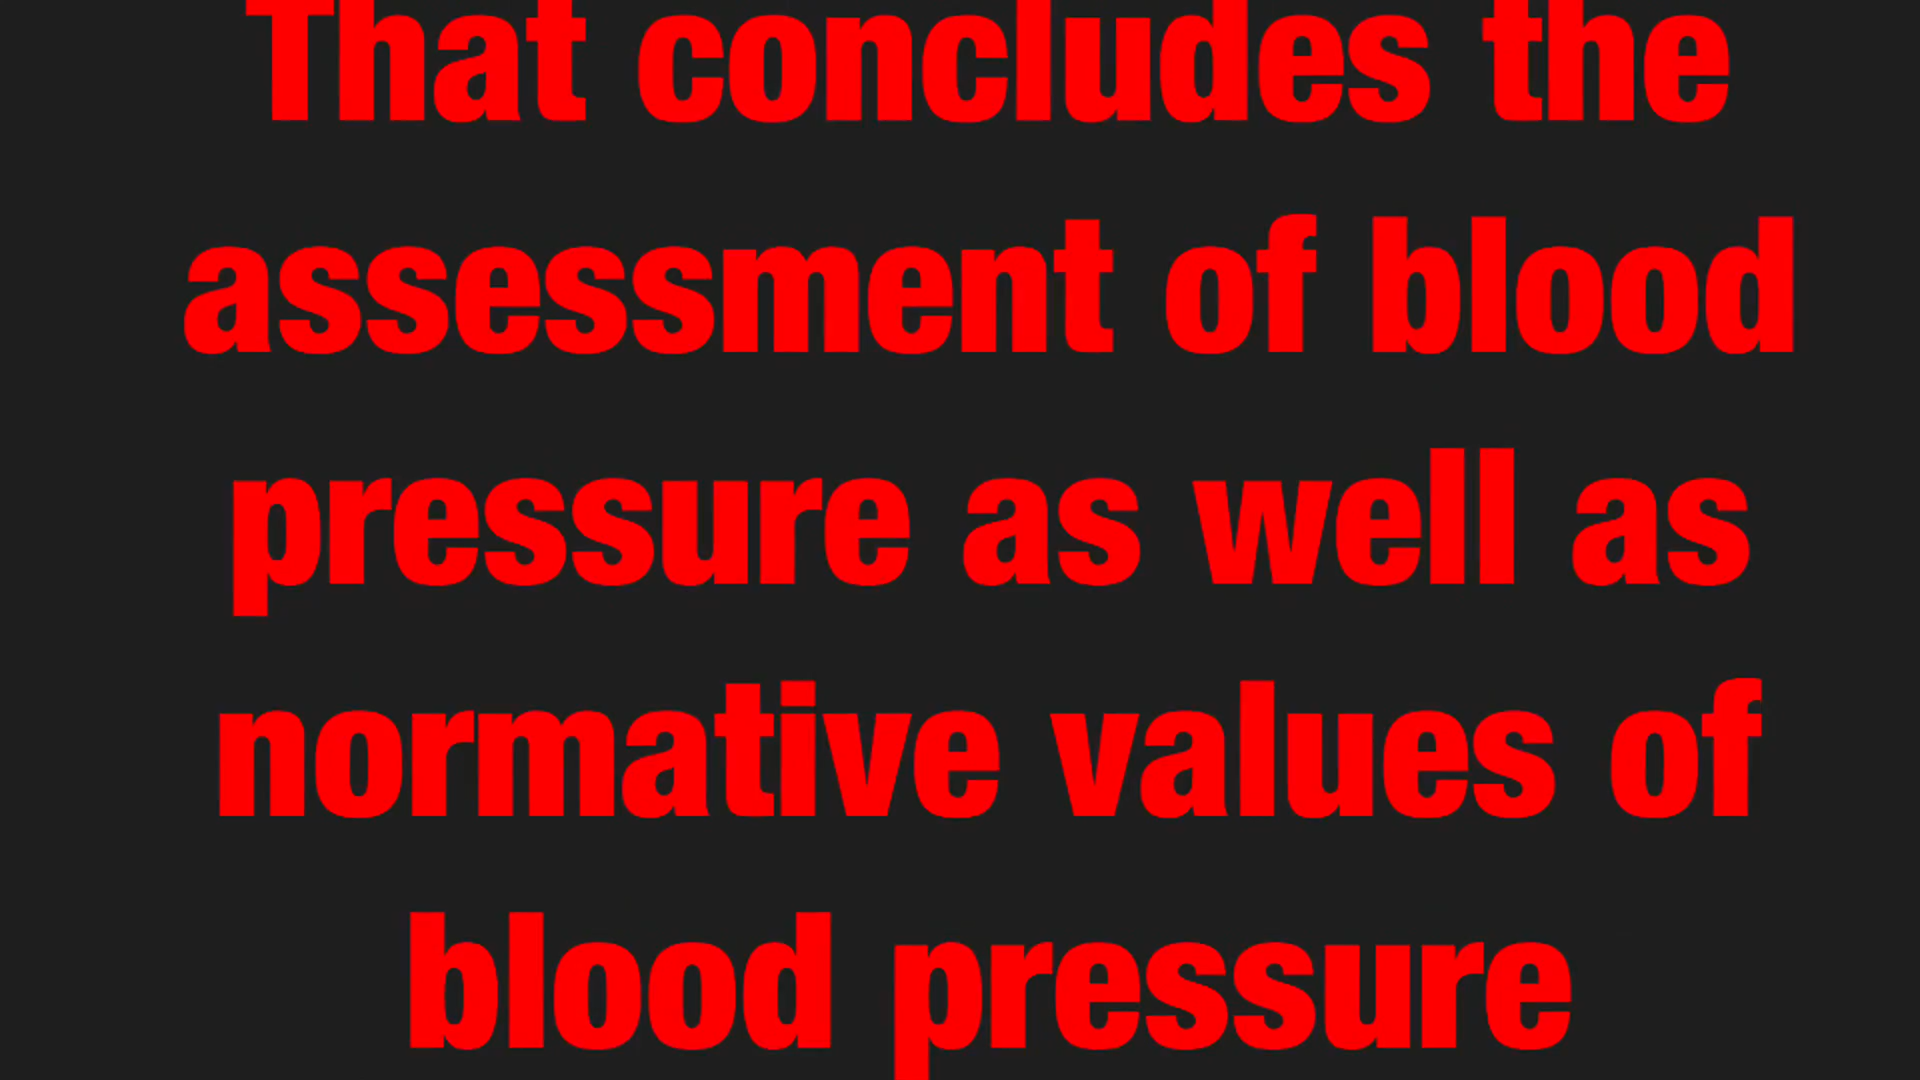 That concludes the
assessment of blood
pressure as well as
normative values of
blood pressure